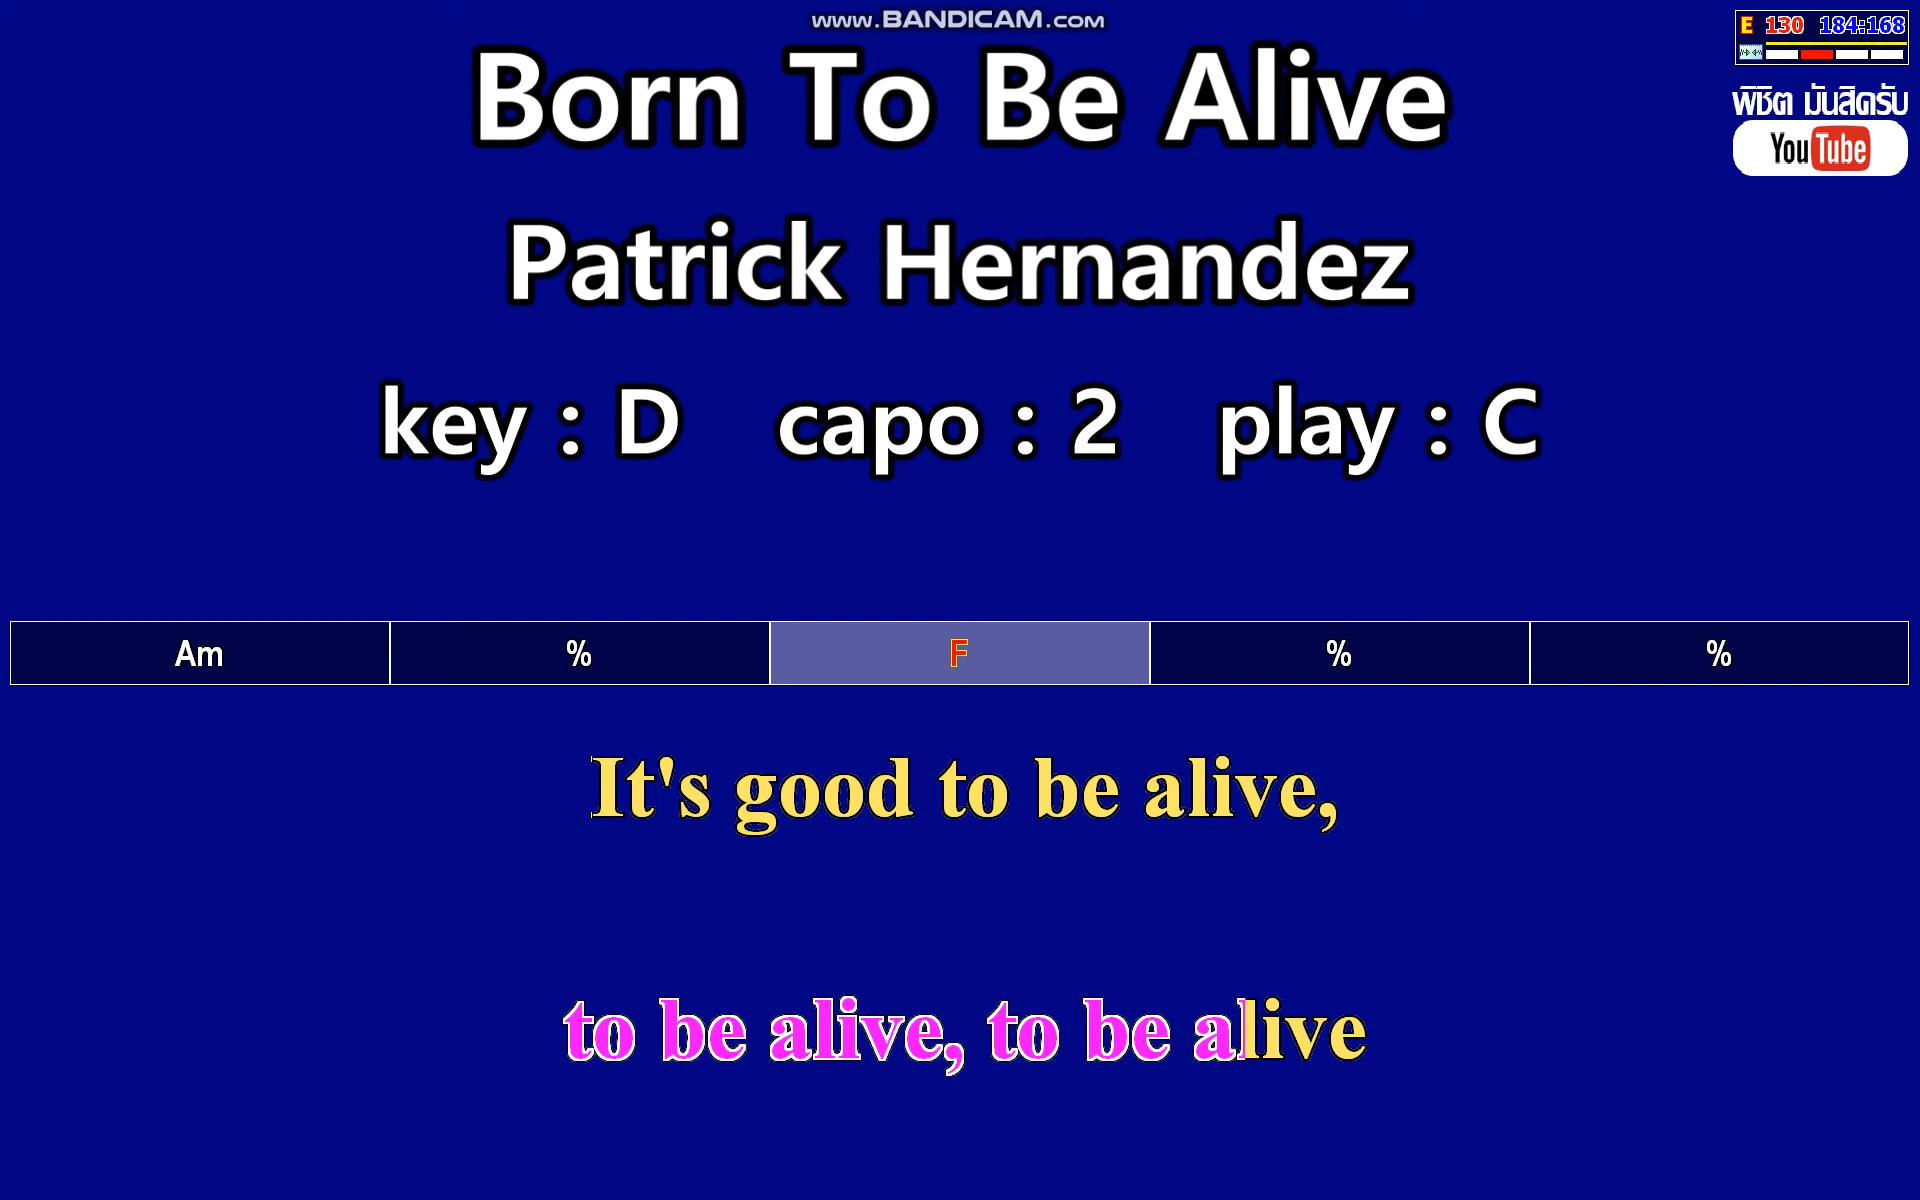 www.BANDICAM.com
E 130 184:168
พิชิต มันสิครับ
YouTube
Born To Be Alive
Patrick Hernandez
key : D capo : 2 play : C
Am % F % %
It's good to be alive,
to be alive, to be alive